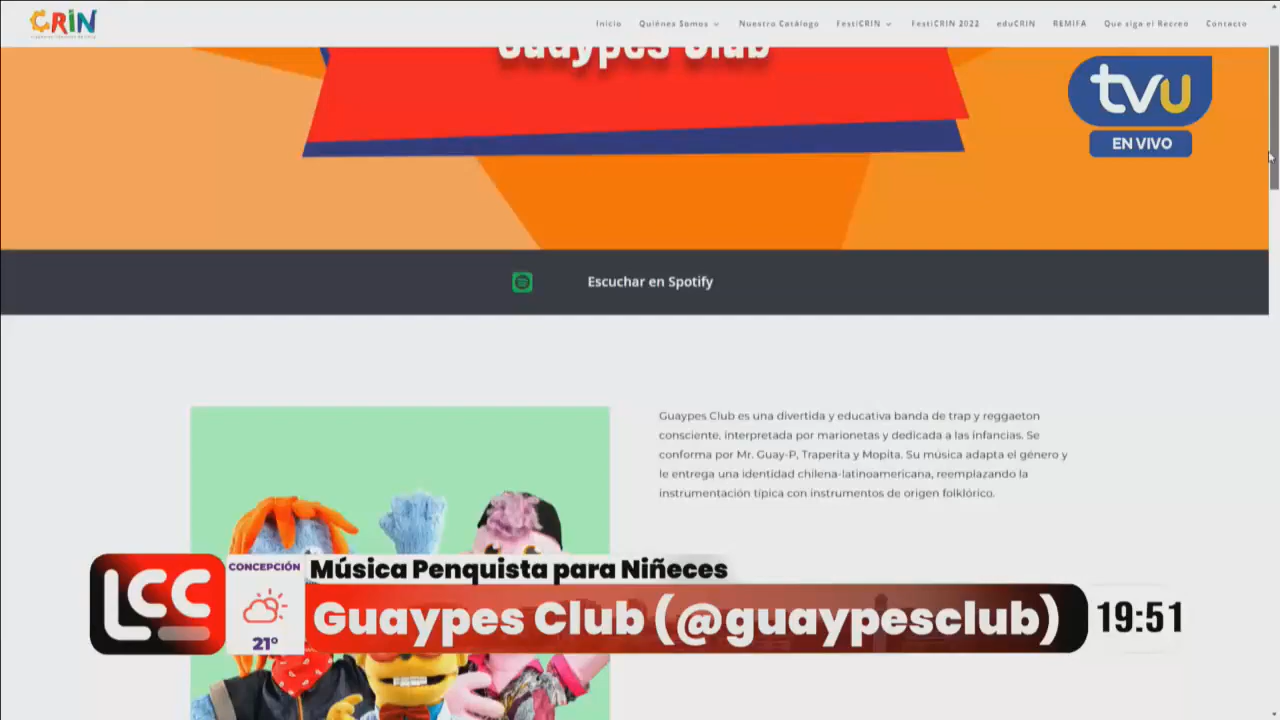 CRIN
Inicio Quiénes Somos Nuestro Catálogo FestiCRIN FestiCRIN 2022 eduCRIN REMIFA Que siga el Recreo Contacto
Guaypes Club
tvu
EN VIVO
Escuchar en Spotify
Guaypes Club es una divertida y educativa banda de trap y reggaeton
consciente, interpretada por marionetas y dedicada a las infancias. Se
conforma por Mr. Guay-P, Traperita y Mopita. Su música adapta el género y
le entrega una identidad chilena-latinoamericana, reemplazando la
instrumentación típica con instrumentos de origen folklórico.
LCC
CONCEPCIÓN
21°
Música Penquista para Niñeces
Guaypes Club (@guaypesclub)
19:51